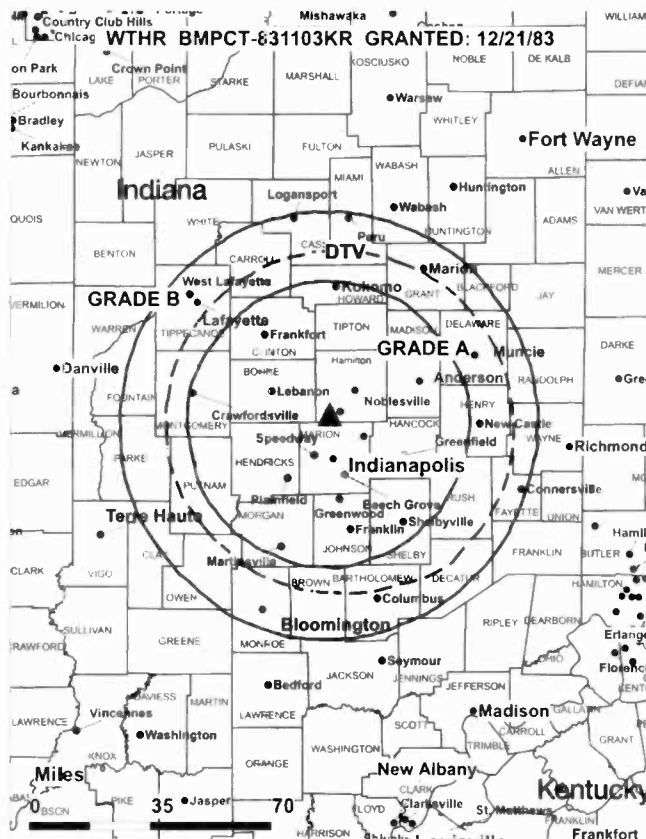 Mishawaka
Country Club Hills
Chicag
WTHR BMPCT-831103KR GRANTED: 12/21/83
WILLIAM
KOSCIUSKO
NOBLE
DE KALB
on Park
LAKE
PORTER
STARKE
MARSHALL
Crown Point
DEFIAN
Bourbonnais
Warsaw
WHITLEY
Bradley
Fort Wayne
Kankakee
NEWTON
JASPER
PULASKI
FULTON
WABASH
ALLEN
MIAMI
Indiana
Logansport
Huntington
Wabash
VAN WERT
QUOIS
WHITE
Peru
HUNTINGTON
ADAMS
BENTON
CARROLL
CASS
DTV
Marion
MERCER
West Lafayette
Kokomo
BLACKFORD
GRADE B
HOWARD
GRANT
JAY
VERMILION
Lafayette
TIPTON
MADISON
DELAWARE
WARREN
TIPPECANOE
Frankfort
GRADE A
Muncie
DARKE
CLINTON
Hamilton
Danville
BOONE
Anderson
RANDOLPH
Gre
Lebanon
Noblesville
HENRY
FOUNTAIN
Crawfordsville
MONTGOMERY
HANCOCK
New Castle
VERMILLION
Speedway
MARION
Greenfield
WAYNE
Richmond
PARKE
HENDRICKS
Indianapolis
EDGAR
PUTNAM
RUSH
Connersville
Plainfield
Beech Grove
Terre Haute
MORGAN
Greenwood
Shelbyville
FAYETTE
UNION
Franklin
JOHNSON
SHELBY
FRANKLIN
BUTLER
CLARK
CLAY
VIGO
Martinsville
BROWN
BARTHOLOMEW
DECATUR
HAMILTON
OWEN
Columbus
SULLIVAN
Bloomington
RIPLEY
DEARBORN
CRAWFORD
GREENE
MONROE
Erlange
OHIO
Seymour
Florence
JACKSON
JENNINGS
KENT
DAVIESS
MARTIN
Bedford
JEFFERSON
LAWRENCE
LAWRENCE
Vincennes
Madison
GALLATIN
SCOTT
CARROLL
Washington
WASHINGTON
TRIMBLE
GRANT
KNOX
ORANGE
Miles
New Albany
CLARK
Kentucky
0 35 70
PIKE
Jasper
FLOYD
Clarksville
St. Matthews
FRANKLIN
HARRISON
Frankfort